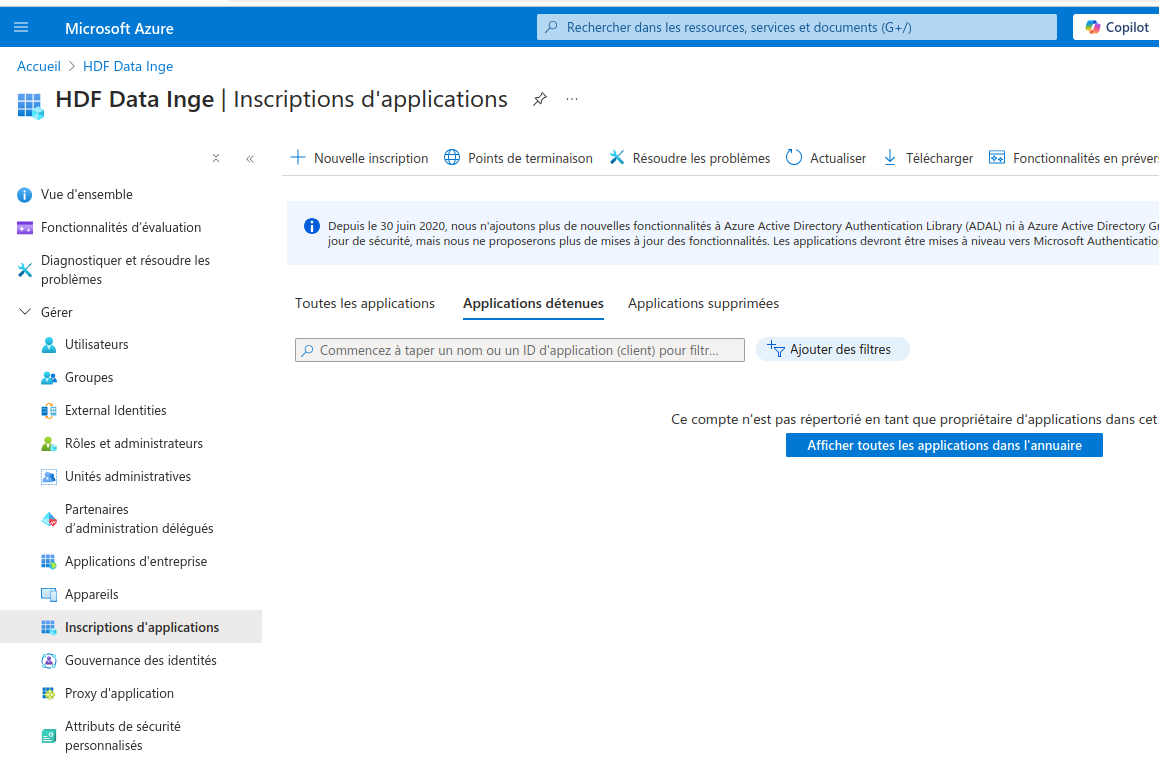 Microsoft Azure
Rechercher dans les ressources, services et documents (G+/)
Copilot
Accueil > HDF Data Inge
HDF Data Inge | Inscriptions d'applications
Nouvelle inscription
Points de terminaison
Résoudre les problèmes
Actualiser
Télécharger
Fonctionnalités en préver
Vue d'ensemble
Fonctionnalités d'évaluation
Diagnostiquer et résoudre les
problèmes
Gérer
Utilisateurs
Groupes
External Identities
Rôles et administrateurs
Unités administratives
Partenaires
d'administration délégués
Applications d'entreprise
Appareils
Inscriptions d'applications
Gouvernance des identités
Proxy d'application
Attributs de sécurité
personnalisés
Depuis le 30 juin 2020, nous n'ajoutons plus de nouvelles fonctionnalités à Azure Active Directory Authentication Library (ADAL) ni à Azure Active Directory Gr
jour de sécurité, mais nous ne proposerons plus de mises à jour des fonctionnalités. Les applications devront être mises à niveau vers Microsoft Authenticatio
Toutes les applications
Applications détenues
Applications supprimées
Commencez à taper un nom ou un ID d'application (client) pour filtr...
Ajouter des filtres
Ce compte n'est pas répertorié en tant que propriétaire d'applications dans cet
Afficher toutes les applications dans l'annuaire